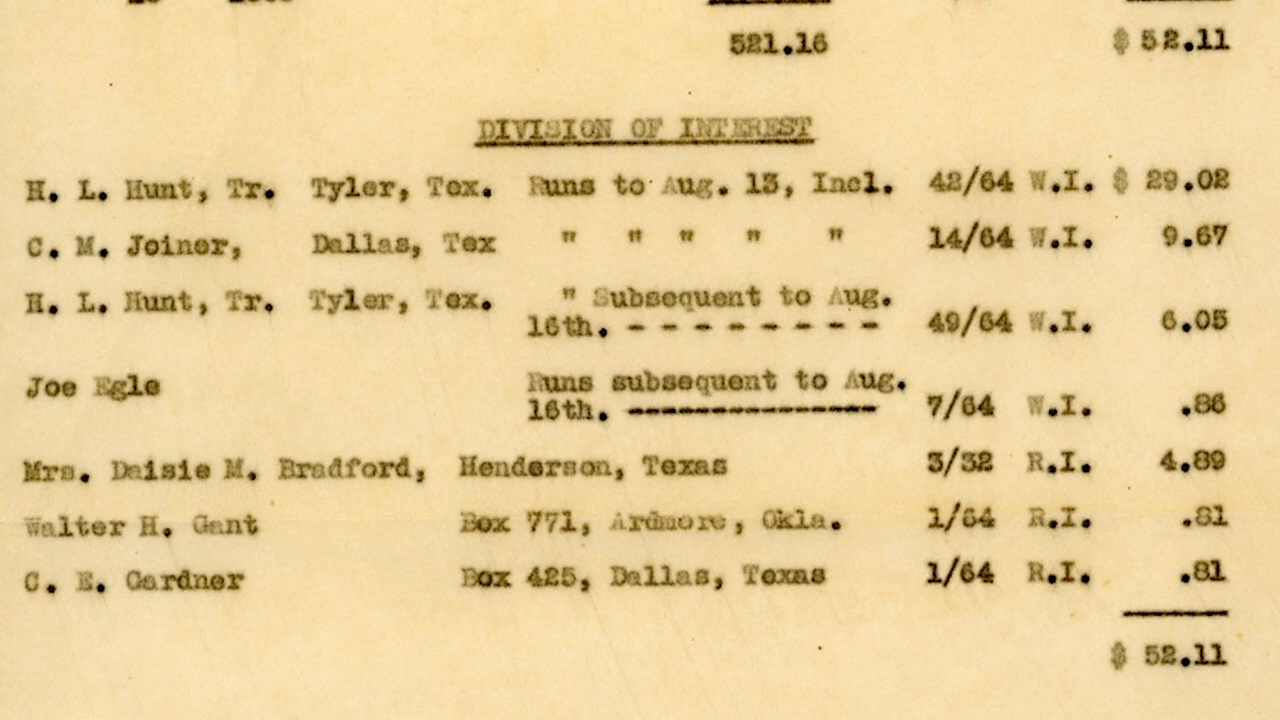 521.16 $ 52.11
DIVISION OF INTEREST
H. L. Hunt, Tr. Tyler, Tex. Runs to Aug. 13, Incl. 42/64 W.I. $ 29.02
C. M. Joiner, Dallas, Tex " " " " " 14/64 W.I. 9.67
H. L. Hunt, Tr. Tyler, Tex. " Subsequent to Aug.
16th. - - - - - - - - 49/64 W.I. 6.05
Joe Egle Runs subsequent to Aug.
16th. --------------- 7/64 W.I. .86
Mrs. Daisie M. Bradford, Henderson, Texas 3/32 R.I. 4.89
Walter H. Gant Box 771, Ardmore, Okla. 1/64 R.I. .81
C. E. Gardner Box 425, Dallas, Texas 1/64 R.I. .81
$ 52.11